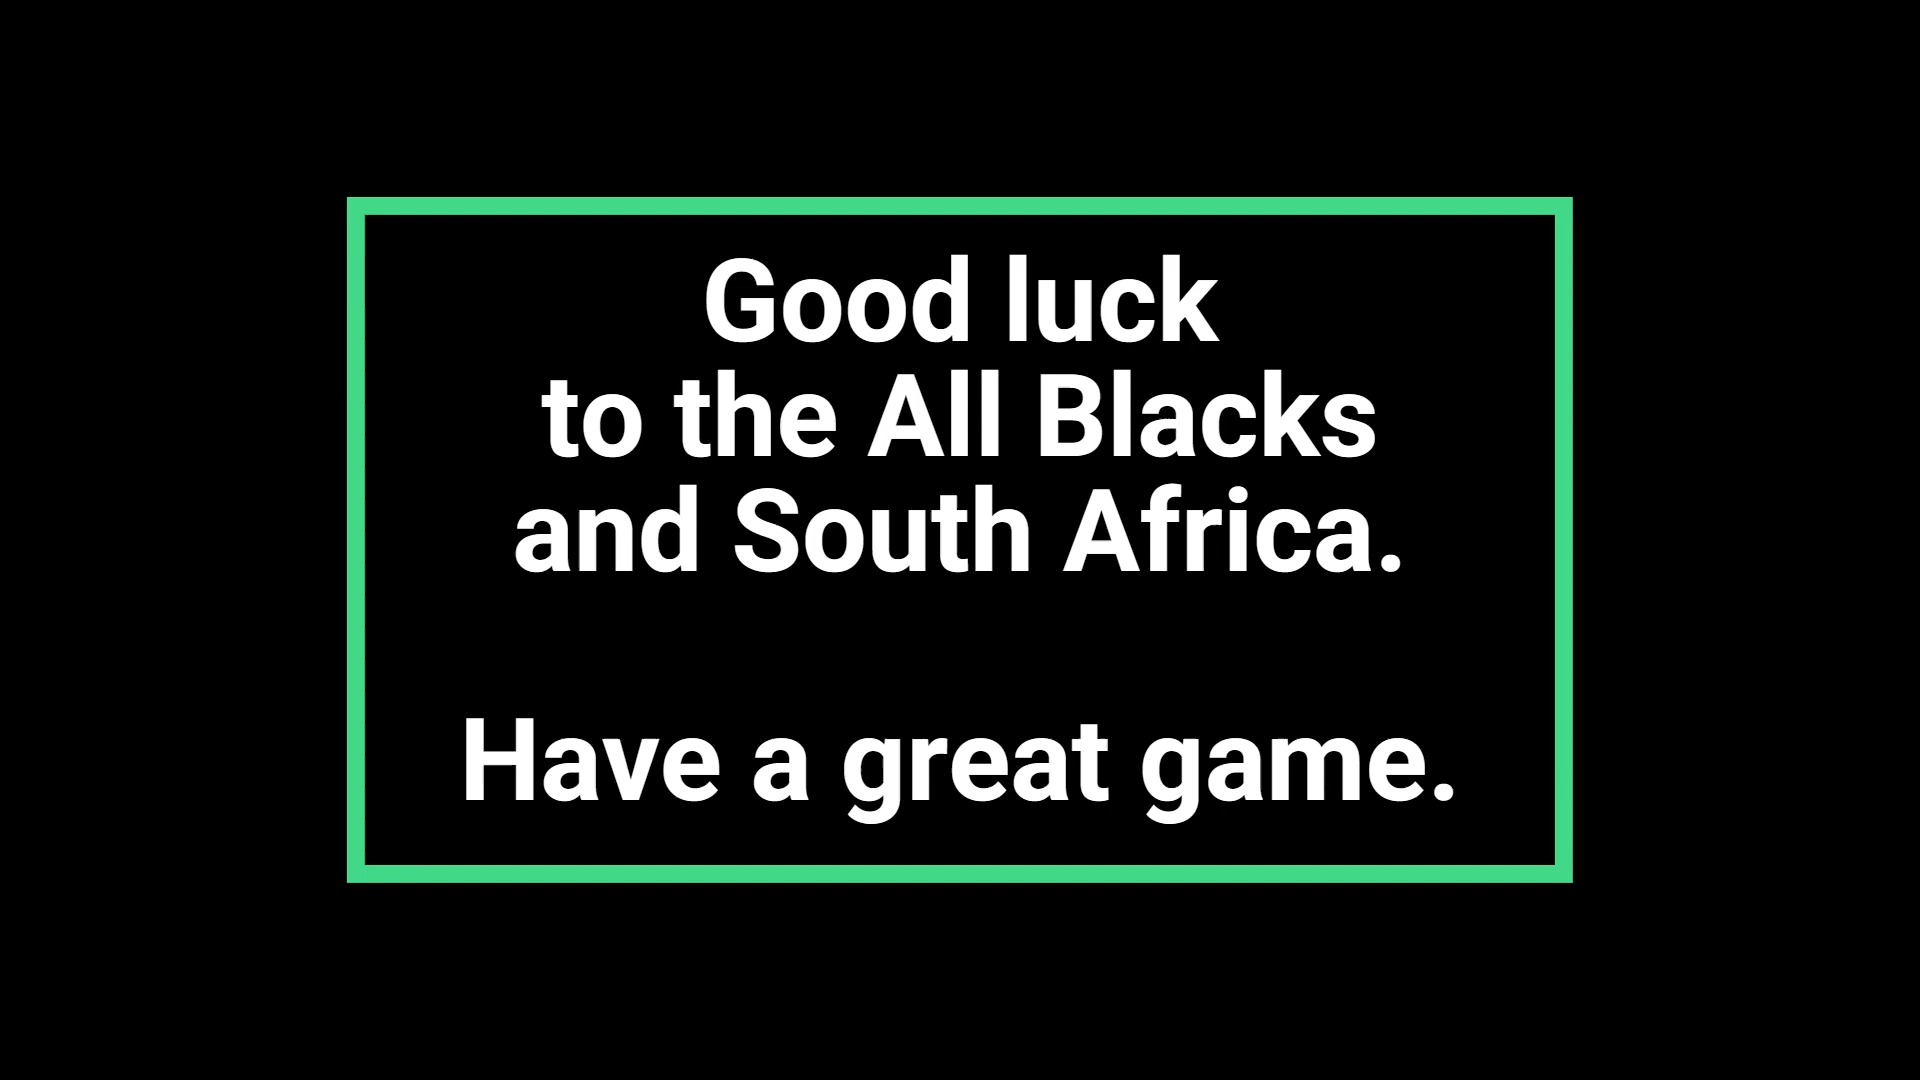 Good luck
to the All Blacks
and South Africa.
Have a great game.